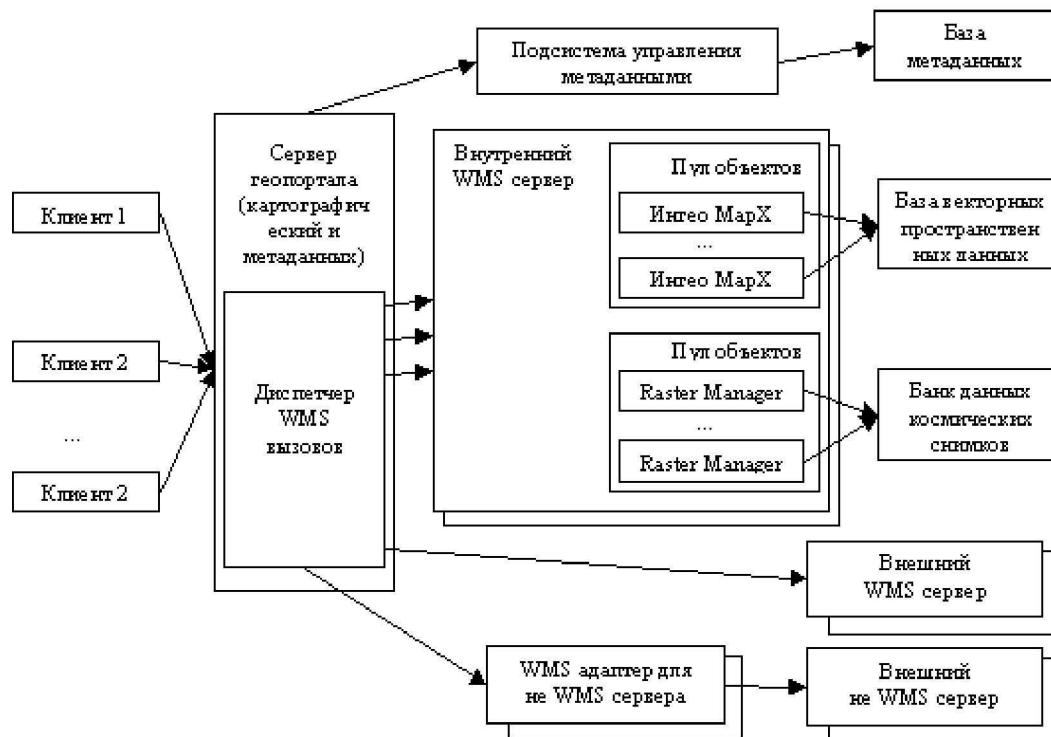 Подсистема управления
метаданными
База
метаданных
Сервер
геопортала
(картографич
еский и
метаданных)
Диспетчер
WMS
вызовов
Клиент 1
Клиент 2
...
Клиент 2
Внутренний
WMS сервер
Пул объектов
Ингео MapX
...
Ингео MapX
Пул объектов
Raster Manager
...
Raster Manager
База векторных
пространствен
ных данных
Банк данных
космических
снимков
Внешний
WMS сервер
WMS адаптер для
не WMS сервера
Внешний
не WMS сервер